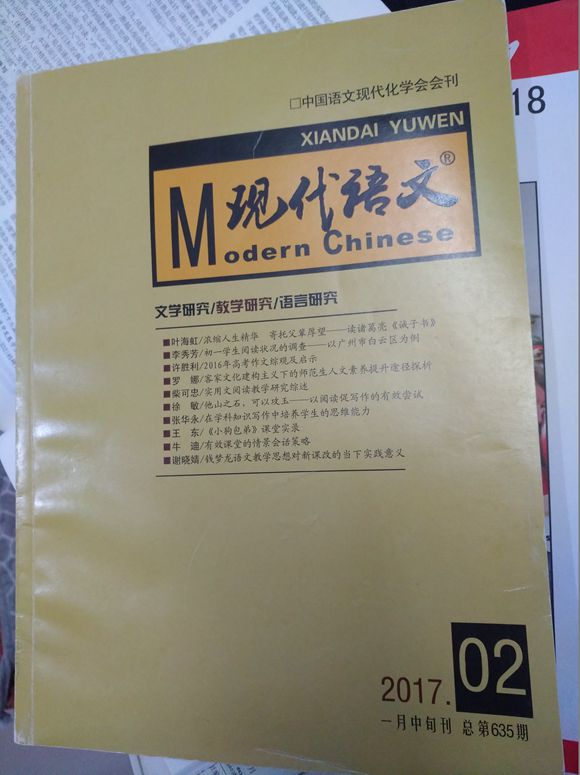 □中国语文现代化学会会刊
XIANDAI YUWEN
现代语文®
Modern Chinese
文学研究/教学研究/语言研究
■叶海虹/浓缩人生精华 寄托父辈厚望——读诸葛亮《诫子书》
■李秀芳/初一学生阅读状况的调查——以广州市白云区为例
■许胜利/2016年高考作文综观及启示
■罗 娜/客家文化建构主义下的师范生人文素养提升途径探析
■柴可忠/实用文阅读教学研究综述
■徐 敏/他山之石，可以攻玉——以阅读促写作的有效尝试
■张华永/在学科知识写作中培养学生的思维能力
■王 东/《小狗包弟》课堂实录
■牛 迪/有效课堂的情景会话策略
■谢晓婧/钱梦龙语文教学思想对新课改的当下实践意义
2017.02
一月中旬刊 总第635期
18